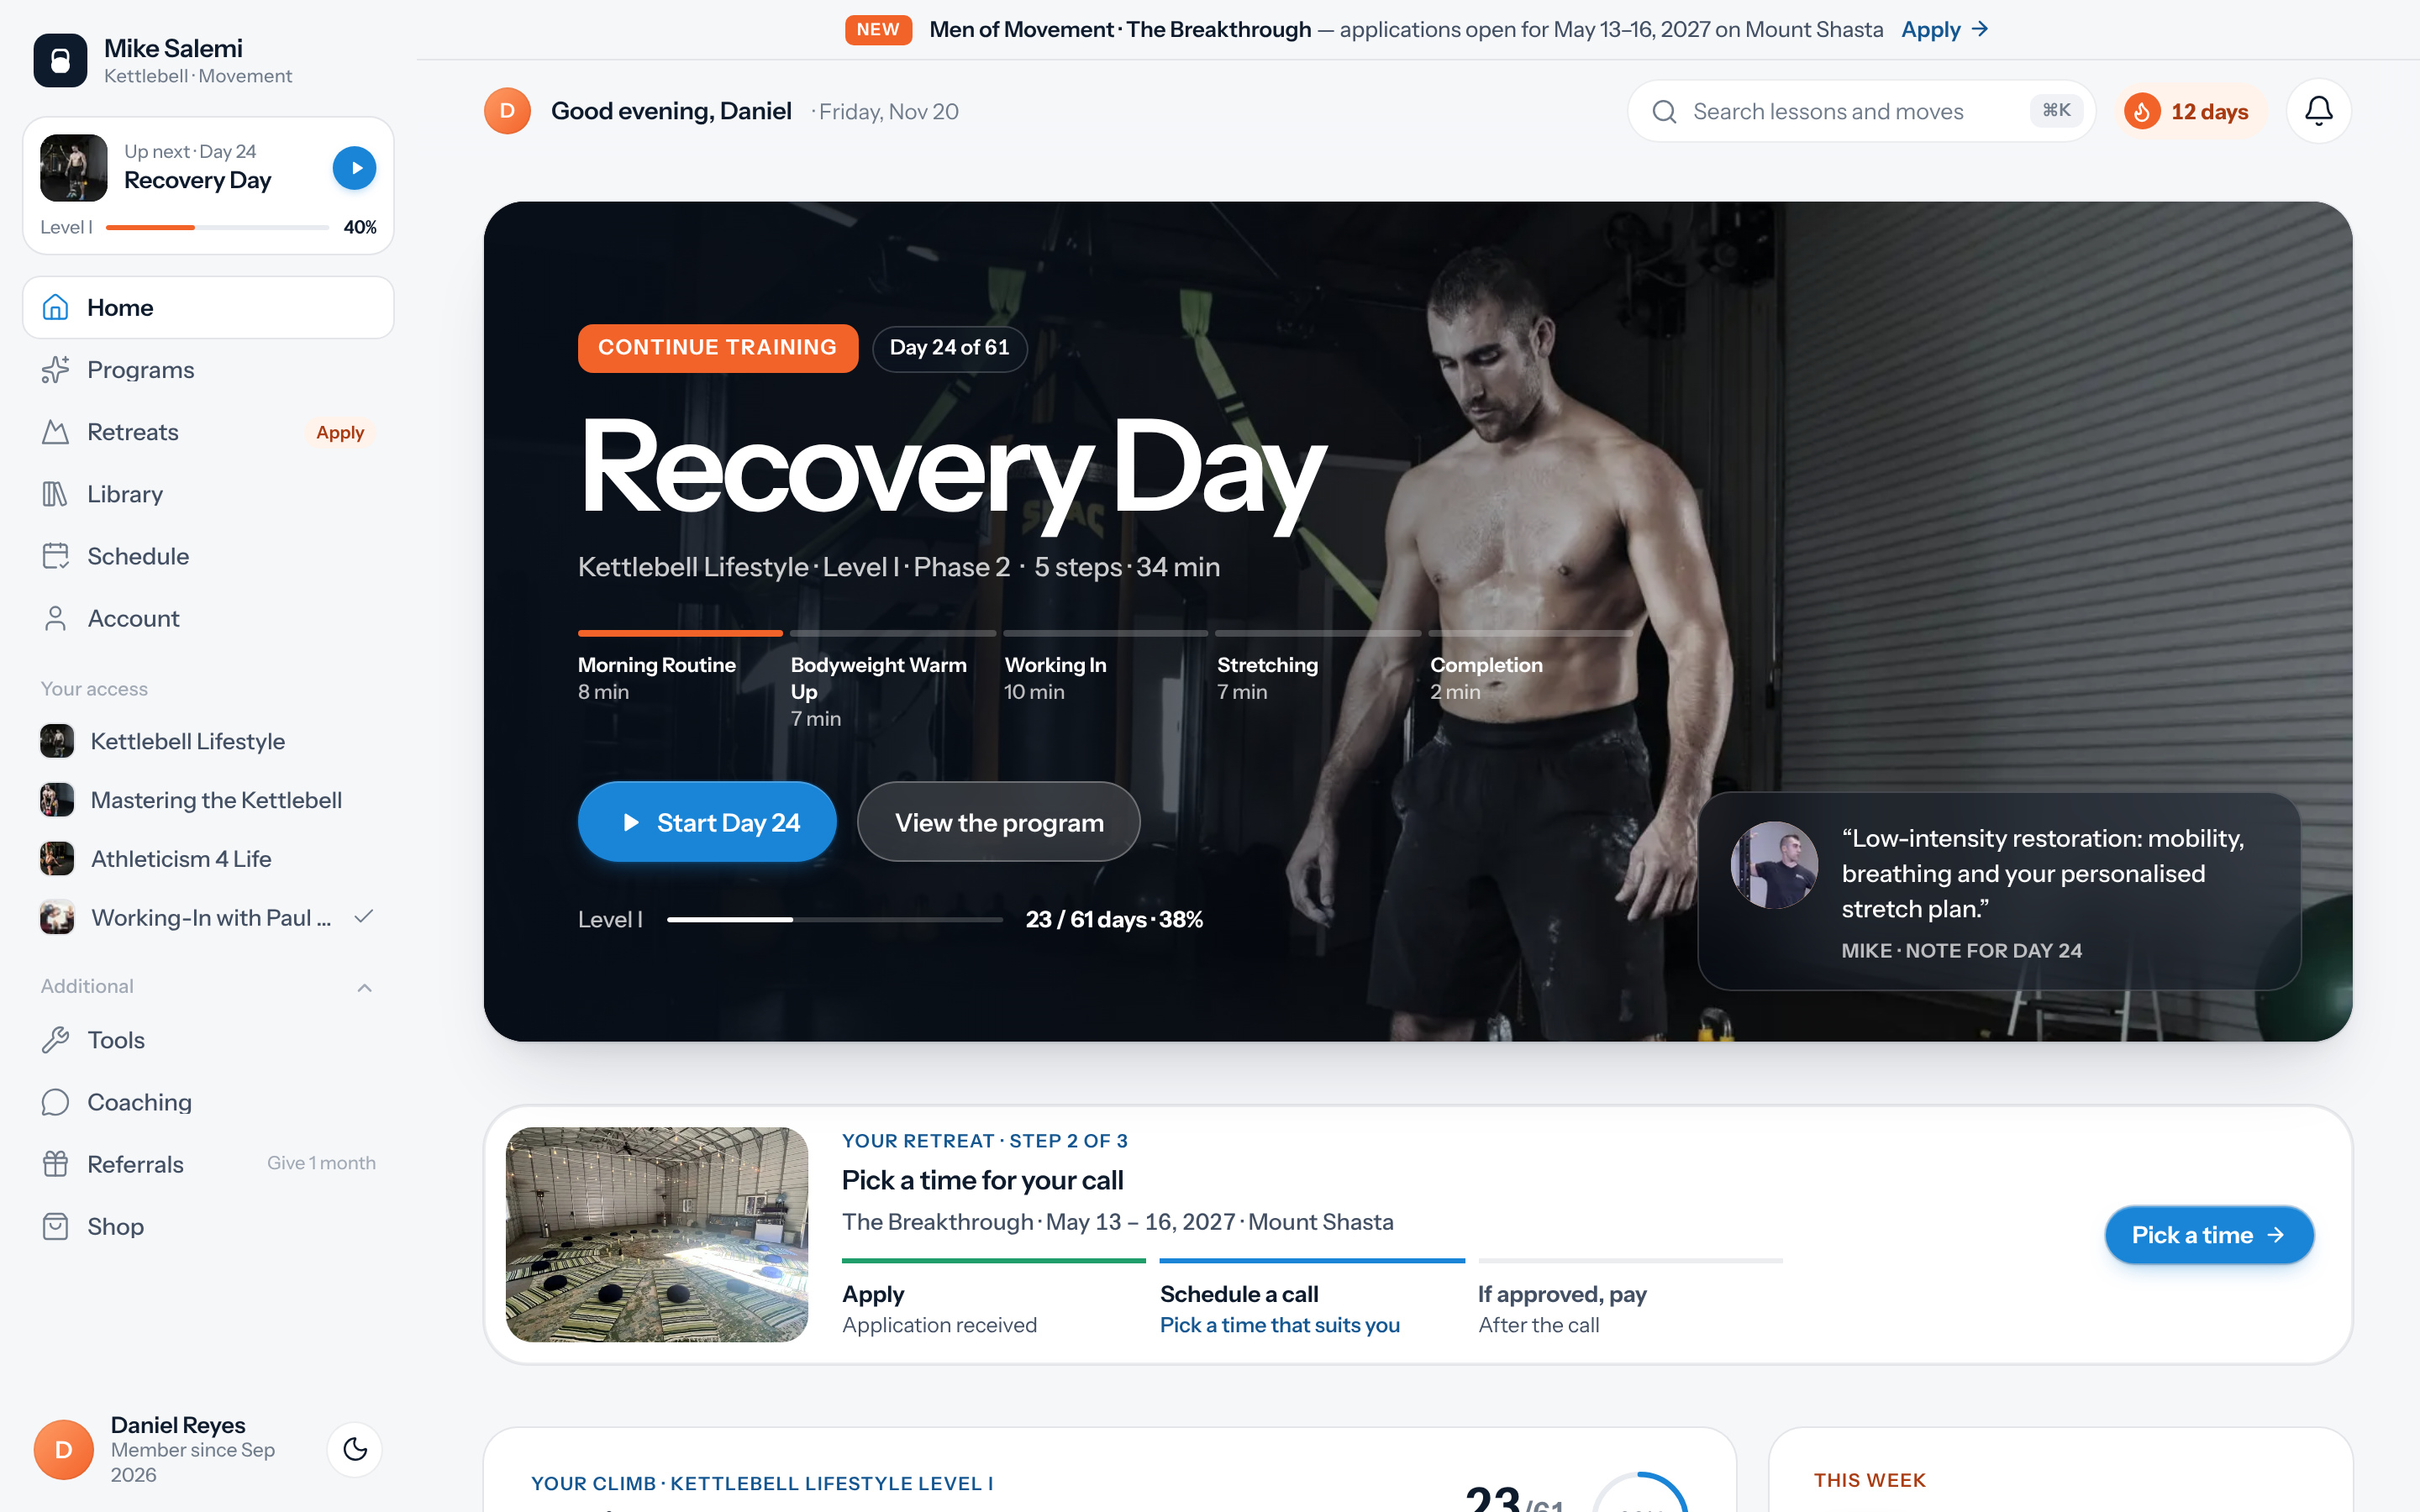 Mike Salemi
Kettlebell · Movement
Up next · Day 24
Recovery Day
Level I
40%
Home
Programs
Retreats
Apply
Library
Schedule
Account
Your access
Kettlebell Lifestyle
Mastering the Kettlebell
Athleticism 4 Life
Working-In with Paul ...
Additional
Tools
Coaching
Referrals
Give 1 month
Shop
D
Daniel Reyes
Member since Sep
2026
NEW
Men of Movement · The Breakthrough — applications open for May 13–16, 2027 on Mount Shasta
Apply →
D
Good evening, Daniel
· Friday, Nov 20
Search lessons and moves
⌘K
12 days
CONTINUE TRAINING
Day 24 of 61
Recovery Day
Kettlebell Lifestyle · Level I · Phase 2 · 5 steps · 34 min
Morning Routine
8 min
Bodyweight Warm
Up
7 min
Working In
10 min
Stretching
7 min
Completion
2 min
Start Day 24
View the program
Level I
23 / 61 days · 38%
“Low-intensity restoration: mobility,
breathing and your personalised
stretch plan.”
MIKE · NOTE FOR DAY 24
YOUR RETREAT · STEP 2 OF 3
Pick a time for your call
The Breakthrough · May 13 – 16, 2027 · Mount Shasta
Apply
Application received
Schedule a call
Pick a time that suits you
If approved, pay
After the call
Pick a time →
YOUR CLIMB · KETTLEBELL LIFESTYLE LEVEL I
23/61
THIS WEEK